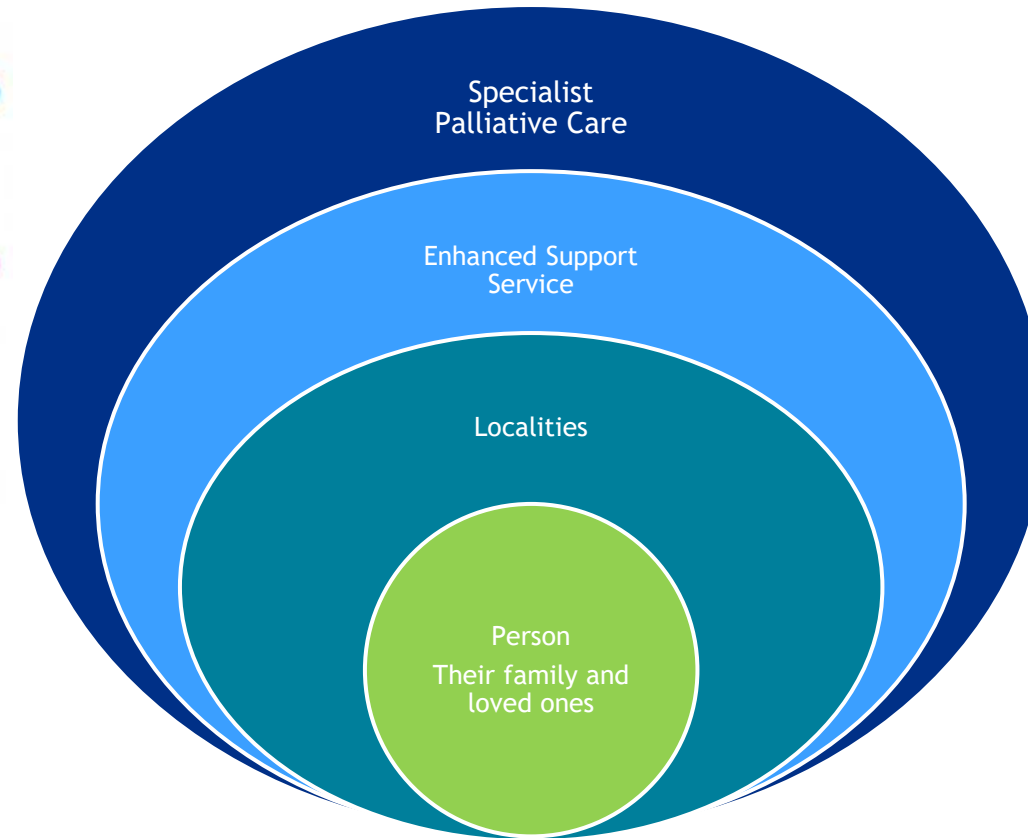 Specialist
Palliative Care
Enhanced Support
Service
Localities
Person
Their family and
loved ones